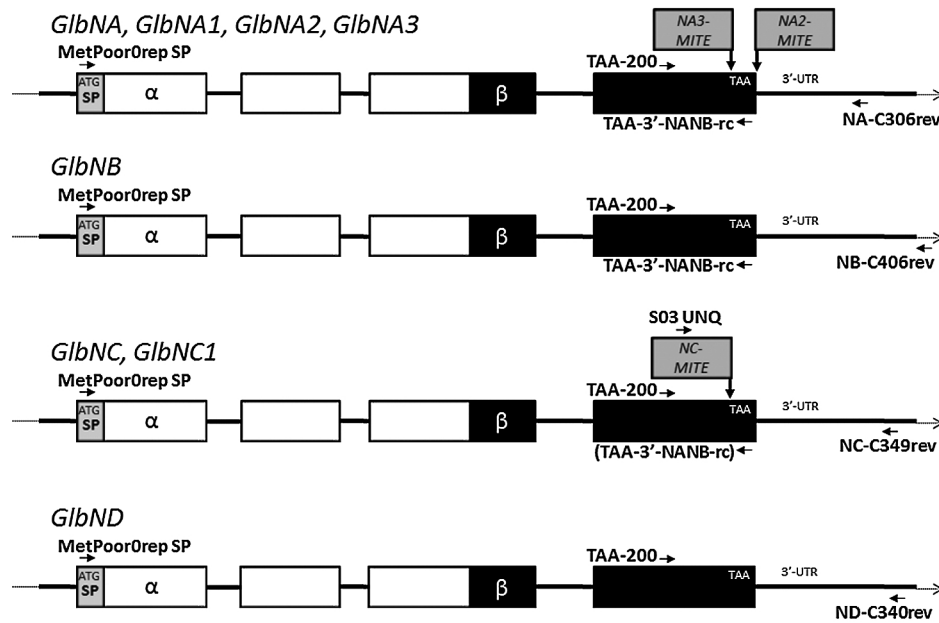 GlbNA, GlbNA1, GlbNA2, GlbNA3
MetPoor0rep SP
NA3-
MITE
NA2-
MITE
TAA-200
ATG
SP
α
β
TAA
3’-UTR
TAA-3’-NANB-rc
NA-C306rev
GlbNB
MetPoor0rep SP
TAA-200
ATG
SP
α
β
TAA
3’-UTR
TAA-3’-NANB-rc
NB-C406rev
GlbNC, GlbNC1
S03 UNQ
MetPoor0rep SP
NC-
MITE
TAA-200
ATG
SP
α
β
TAA
3’-UTR
(TAA-3’-NANB-rc)
NC-C349rev
GlbND
MetPoor0rep SP
TAA-200
ATG
SP
α
β
TAA
3’-UTR
ND-C340rev